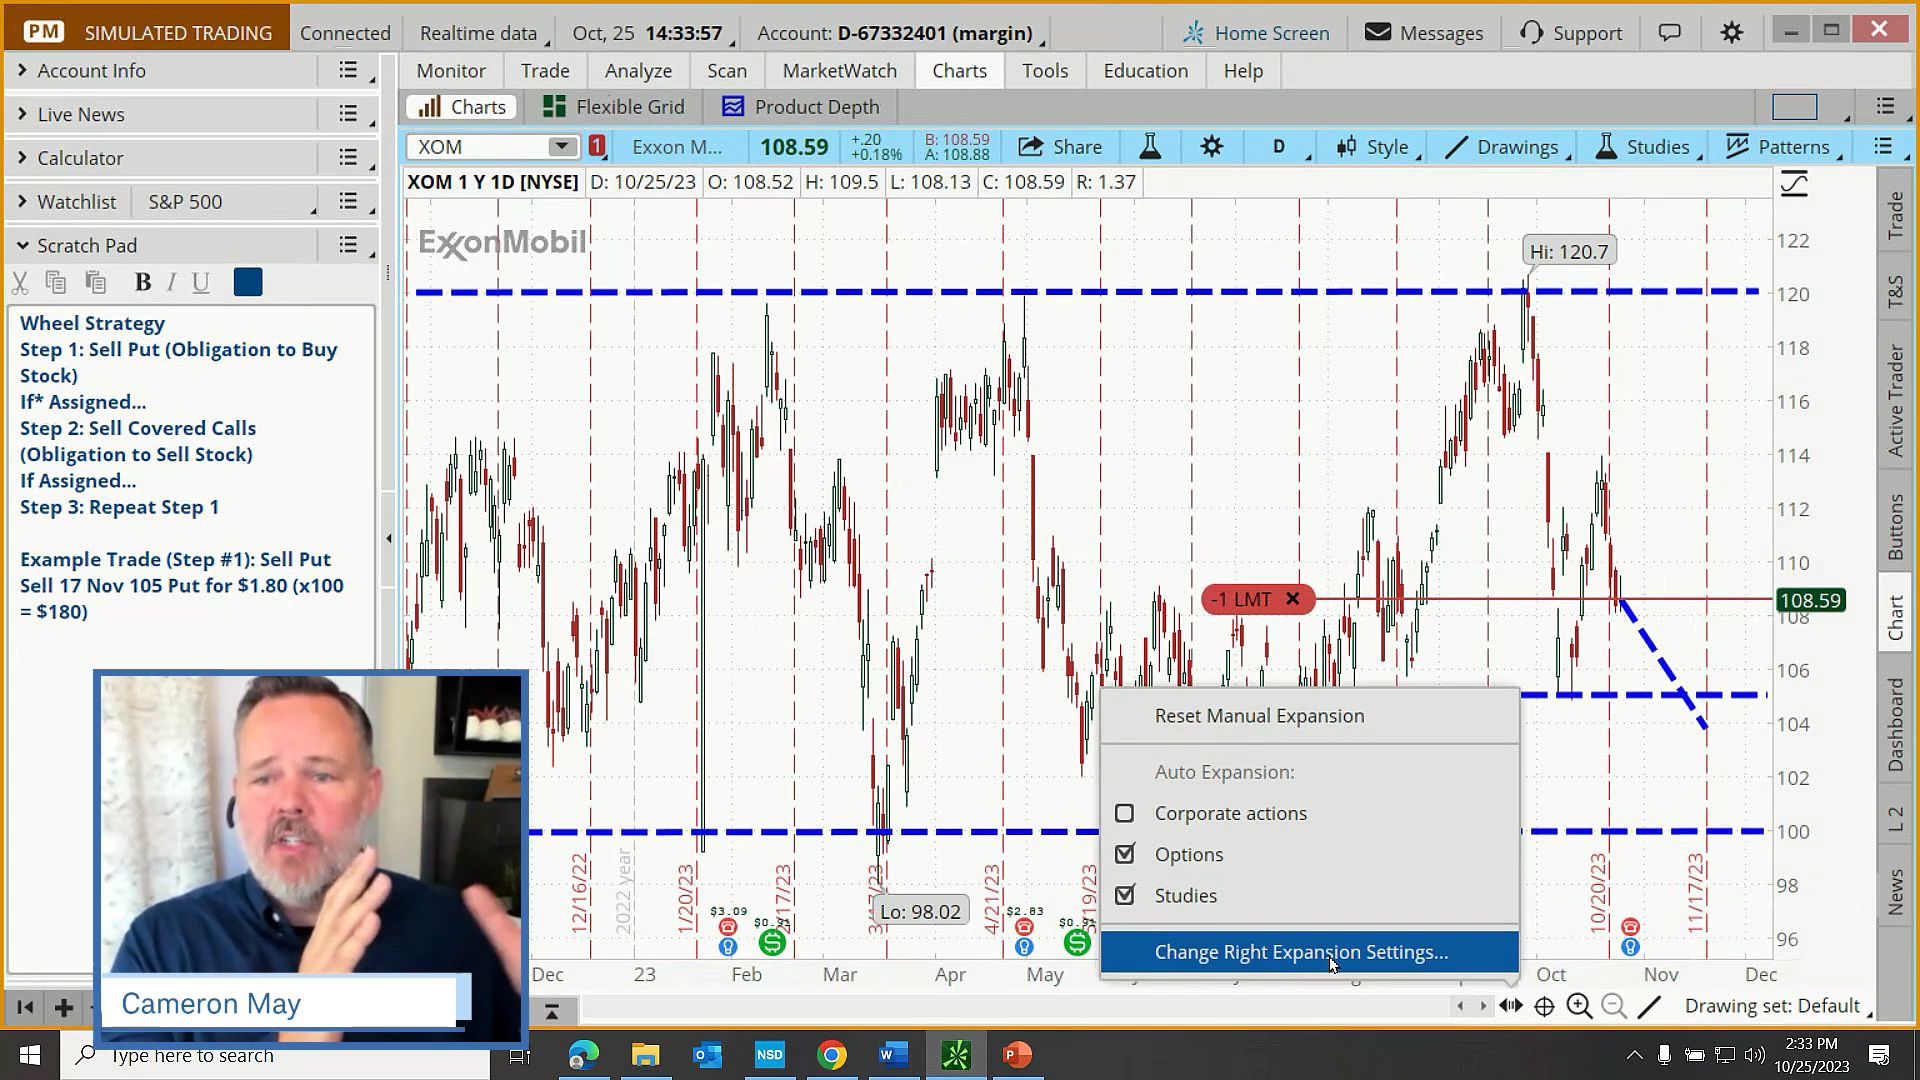 PM SIMULATED TRADING Connected Realtime data Oct, 25 14:33:57 Account: D-67332401 (margin) Home Screen Messages Support
Account Info
Live News
Calculator
Watchlist S&P 500
Scratch Pad
B I U
Wheel Strategy
Step 1: Sell Put (Obligation to Buy
Stock)
If* Assigned...
Step 2: Sell Covered Calls
(Obligation to Sell Stock)
If Assigned...
Step 3: Repeat Step 1
Example Trade (Step #1): Sell Put
Sell 17 Nov 105 Put for $1.80 (x100
= $180)
Monitor Trade Analyze Scan MarketWatch Charts Tools Education Help
Charts Flexible Grid Product Depth
XOM 1 Exxon M... 108.59 +.20 +0.18% B: 108.59 A: 108.88 Share D Style Drawings Studies Patterns
XOM 1 Y 1D [NYSE] D: 10/25/23 O: 108.52 H: 109.5 L: 108.13 C: 108.59 R: 1.37
ExxonMobil
Hi: 120.7
-1 LMT
Lo: 98.02
122
120
118
116
114
112
110
108.59
108
106
104
102
100
98
96
Reset Manual Expansion
Auto Expansion:
Corporate actions
Options
Studies
Change Right Expansion Settings...
12/16/22
2022 year
1/20/23
4/21/23
10/20/23
11/17/23
$3.09
$2.83
Dec 23 Feb Mar Apr May Oct Nov Dec
Drawing set: Default
Trade
T&S
Active Trader
Buttons
Chart
Dashboard
L 2
News
Cameron May
Type here to search
NSD
2:33 PM
10/25/2023